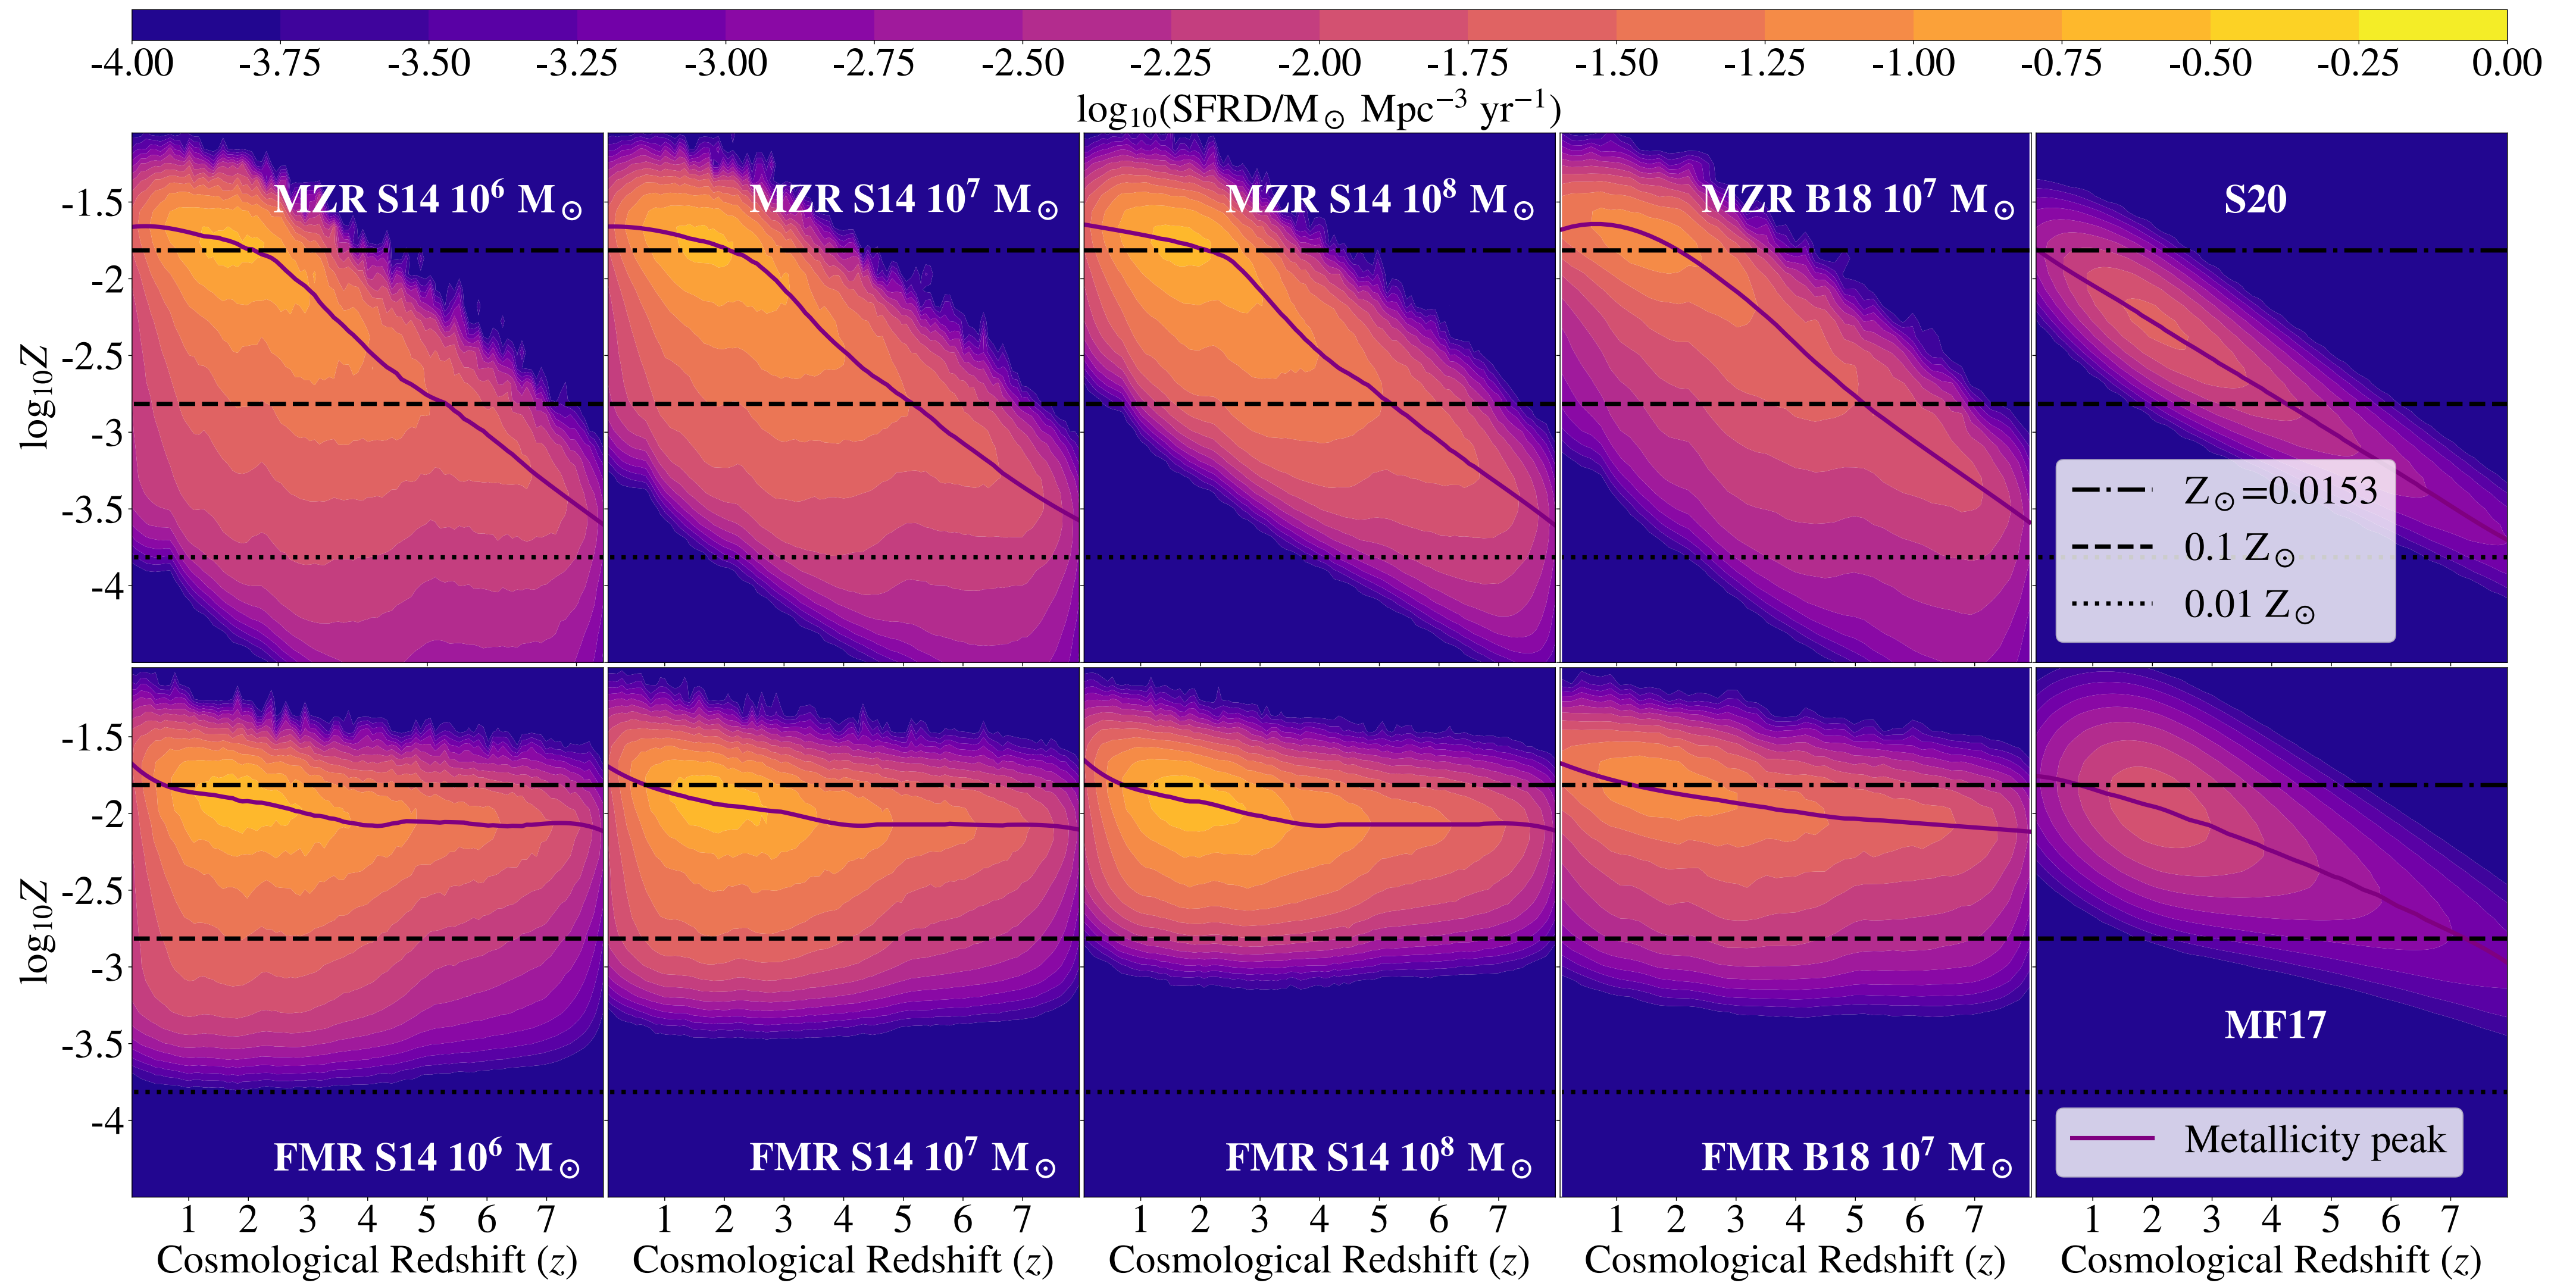 -4.00 -3.75 -3.50 -3.25 -3.00 -2.75 -2.50 -2.25 -2.00 -1.75 -1.50 -1.25 -1.00 -0.75 -0.50 -0.25 0.00
log₁₀(SFRD/M⊙ Mpc⁻³ yr⁻¹)
MZR S14 10⁶ M⊙
MZR S14 10⁷ M⊙
MZR S14 10⁸ M⊙
MZR B18 10⁷ M⊙
S20
-1.5
-2
-2.5
-3
-3.5
-4
log₁₀Z
Z⊙=0.0153
0.1 Z⊙
0.01 Z⊙
-1.5
-2
-2.5
-3
-3.5
-4
log₁₀Z
FMR S14 10⁶ M⊙
FMR S14 10⁷ M⊙
FMR S14 10⁸ M⊙
FMR B18 10⁷ M⊙
MF17
Metallicity peak
1 2 3 4 5 6 7
1 2 3 4 5 6 7
1 2 3 4 5 6 7
1 2 3 4 5 6 7
1 2 3 4 5 6 7
Cosmological Redshift (z)
Cosmological Redshift (z)
Cosmological Redshift (z)
Cosmological Redshift (z)
Cosmological Redshift (z)